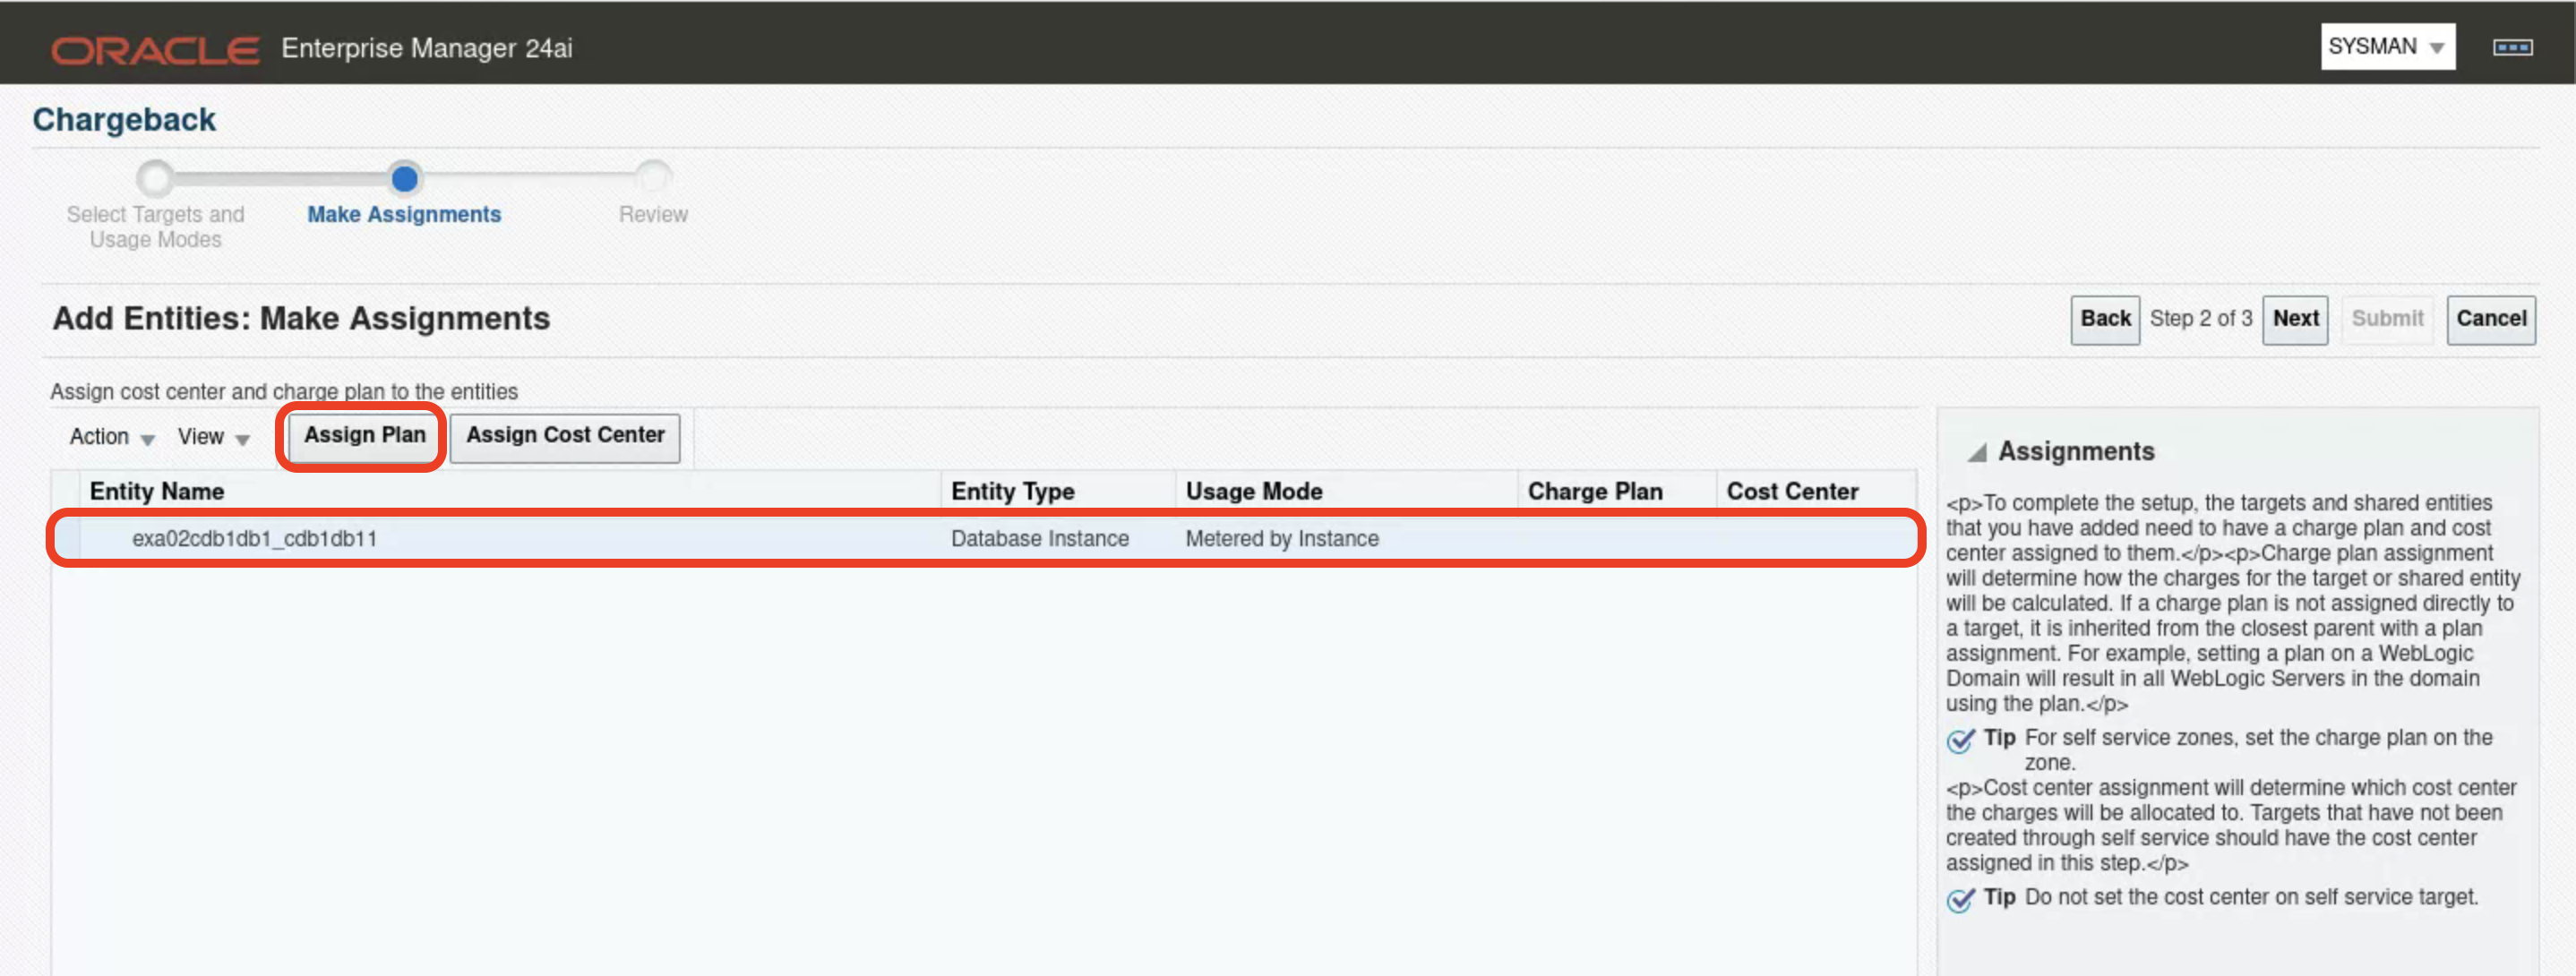 ORACLE Enterprise Manager 24ai
SYSMAN
Chargeback
Select Targets and
Usage Modes
Make Assignments
Review
Add Entities: Make Assignments
Back Step 2 of 3 Next Submit Cancel
Assign cost center and charge plan to the entities
Action View Assign Plan Assign Cost Center
Entity Name Entity Type Usage Mode Charge Plan Cost Center
exa02cdb1db1_cdb1db11 Database Instance Metered by Instance
Assignments
<p>To complete the setup, the targets and shared entities
that you have added need to have a charge plan and cost
center assigned to them.</p><p>Charge plan assignment
will determine how the charges for the target or shared entity
will be calculated. If a charge plan is not assigned directly to
a target, it is inherited from the closest parent with a plan
assignment. For example, setting a plan on a WebLogic
Domain will result in all WebLogic Servers in the domain
using the plan.</p>
Tip For self service zones, set the charge plan on the
zone.
<p>Cost center assignment will determine which cost center
the charges will be allocated to. Targets that have not been
created through self service should have the cost center
assigned in this step.</p>
Tip Do not set the cost center on self service target.